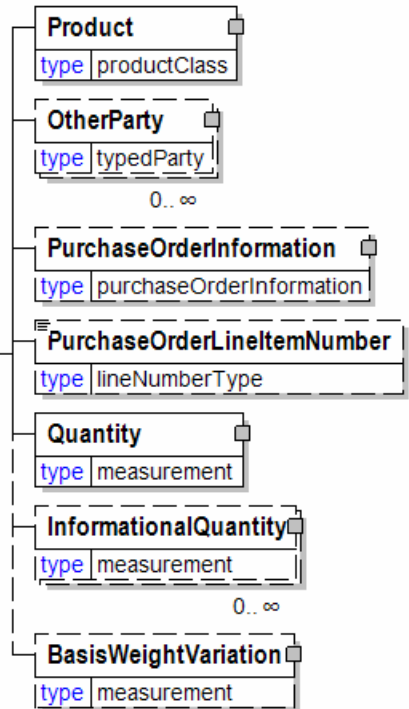 Product
type productClass
OtherParty
type typedParty
0.. ∞
PurchaseOrderInformation
type purchaseOrderInformation
PurchaseOrderLineItemNumber
type lineNumberType
Quantity
type measurement
InformationalQuantity
type measurement
0.. ∞
BasisWeightVariation
type measurement